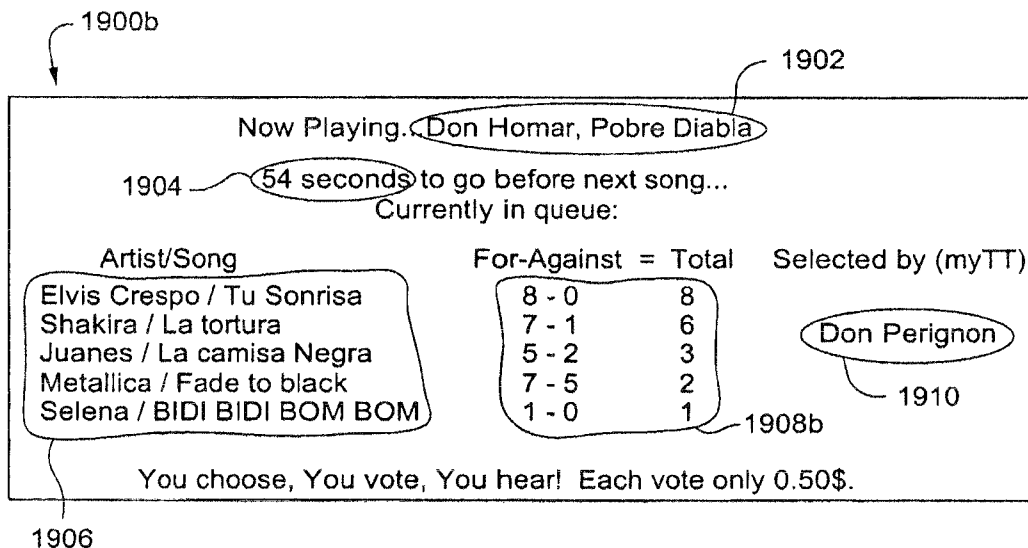 1900b
1902
Now Playing...Don Homar, Pobre Diabla
1904 54 seconds to go before next song...
Currently in queue:
Artist/Song For-Against = Total Selected by (myTT)
Elvis Crespo / Tu Sonrisa 8 - 0 8
Shakira / La tortura 7 - 1 6 Don Perignon
Juanes / La camisa Negra 5 - 2 3
Metallica / Fade to black 7 - 5 2 1910
Selena / BIDI BIDI BOM BOM 1 - 0 1 1908b
You choose, You vote, You hear! Each vote only 0.50$.
1906